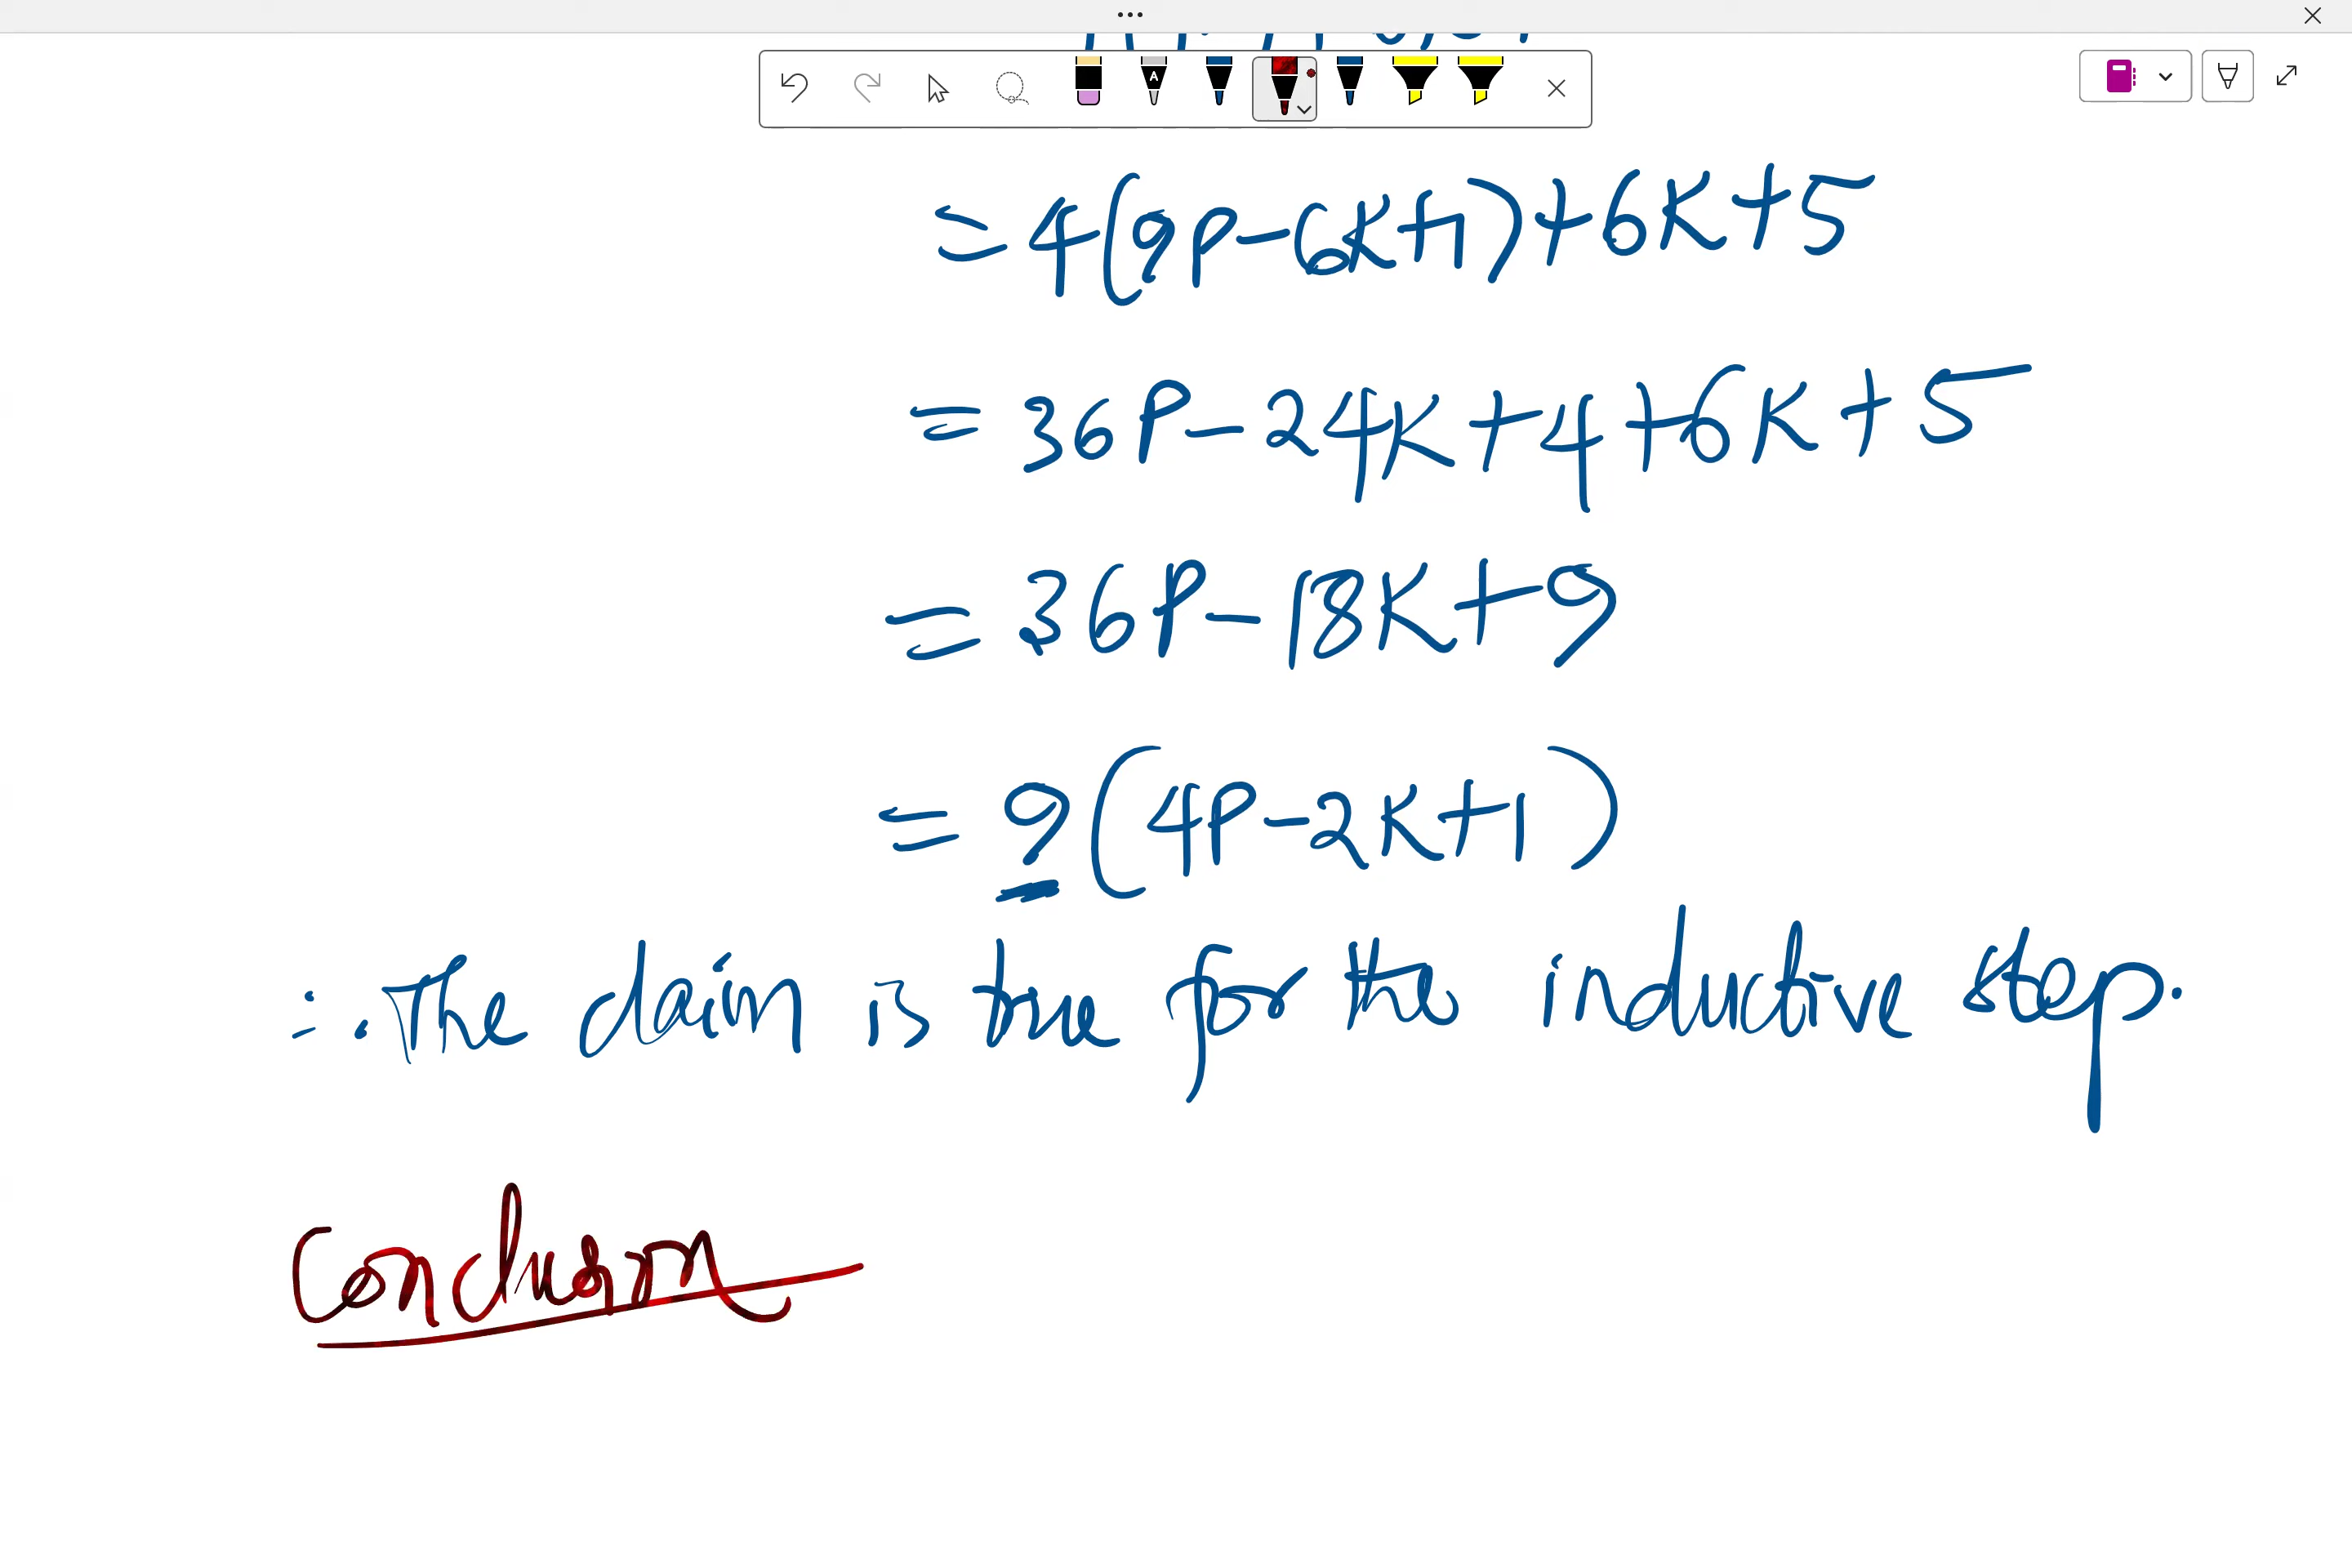 = 4(9P-6K+1)+6K+5
= 36P-24K+4+6K+5
= 36P-18K+9
= 9(4P-2K+1)
∴ The claim is true for the inductive step.
Conclusion